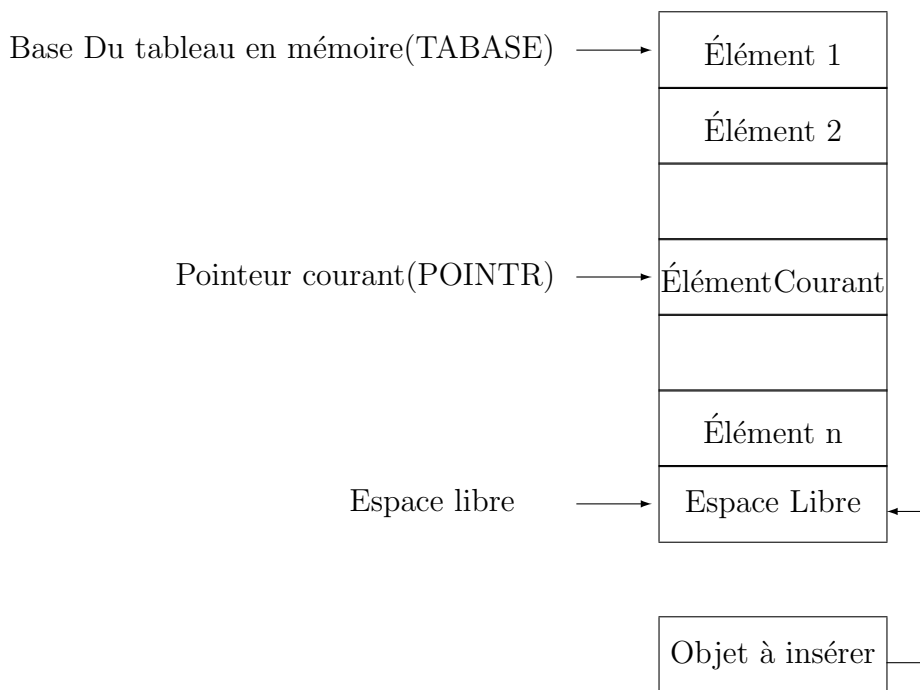 Base Du tableau en mémoire(TABASE)
Élément 1
Élément 2
Pointeur courant(POINTR)
ÉlémentCourant
Élément n
Espace libre
Espace Libre
Objet à insérer